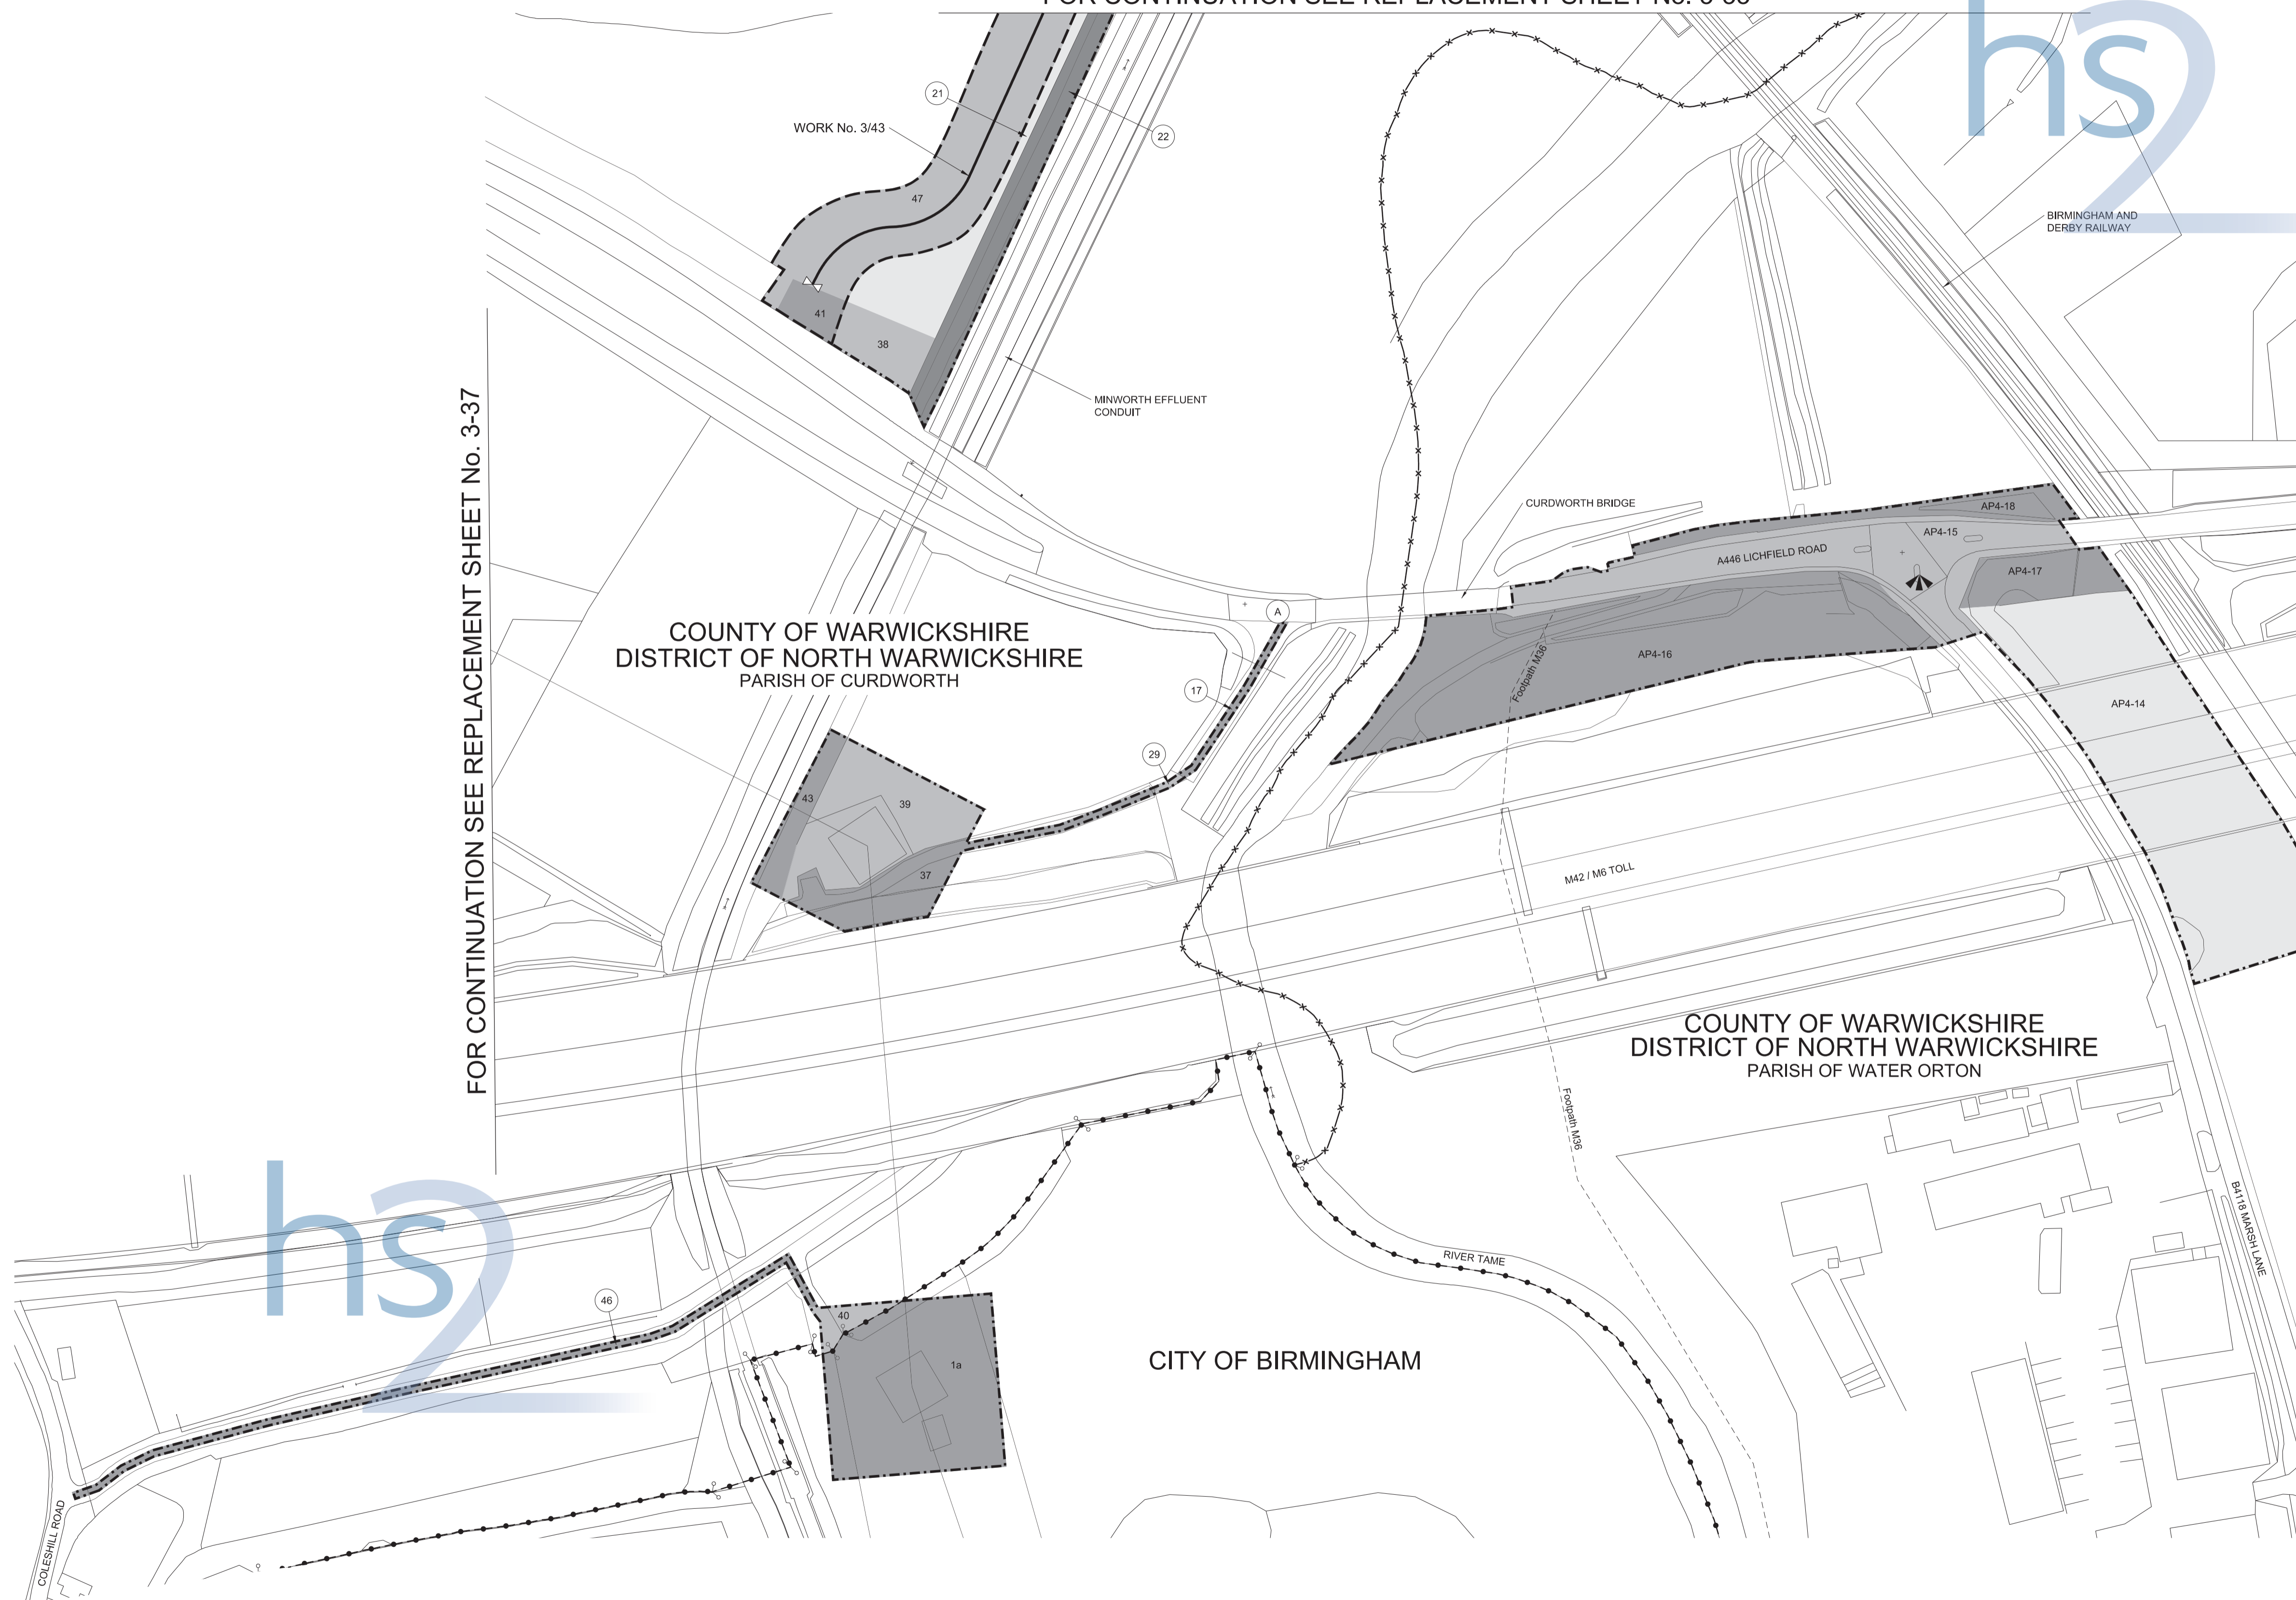 hs2
21
WORK No. 3/43
22
47
BIRMINGHAM AND
DERBY RAILWAY
41
38
MINWORTH EFFLUENT
CONDUIT
FOR CONTINUATION SEE REPLACEMENT SHEET No. 3-37
CURDWORTH BRIDGE
AP4-18
AP4-15
A446 LICHFIELD ROAD
AP4-17
A
COUNTY OF WARWICKSHIRE
DISTRICT OF NORTH WARWICKSHIRE
PARISH OF CURDWORTH
AP4-16
Footpath M36
17
AP4-14
29
43
39
37
M42 / M6 TOLL
COUNTY OF WARWICKSHIRE
DISTRICT OF NORTH WARWICKSHIRE
PARISH OF WATER ORTON
Footpath M36
hs2
B4118 MARSH LANE
RIVER TAME
46
40
1a
CITY OF BIRMINGHAM
COLESHILL ROAD